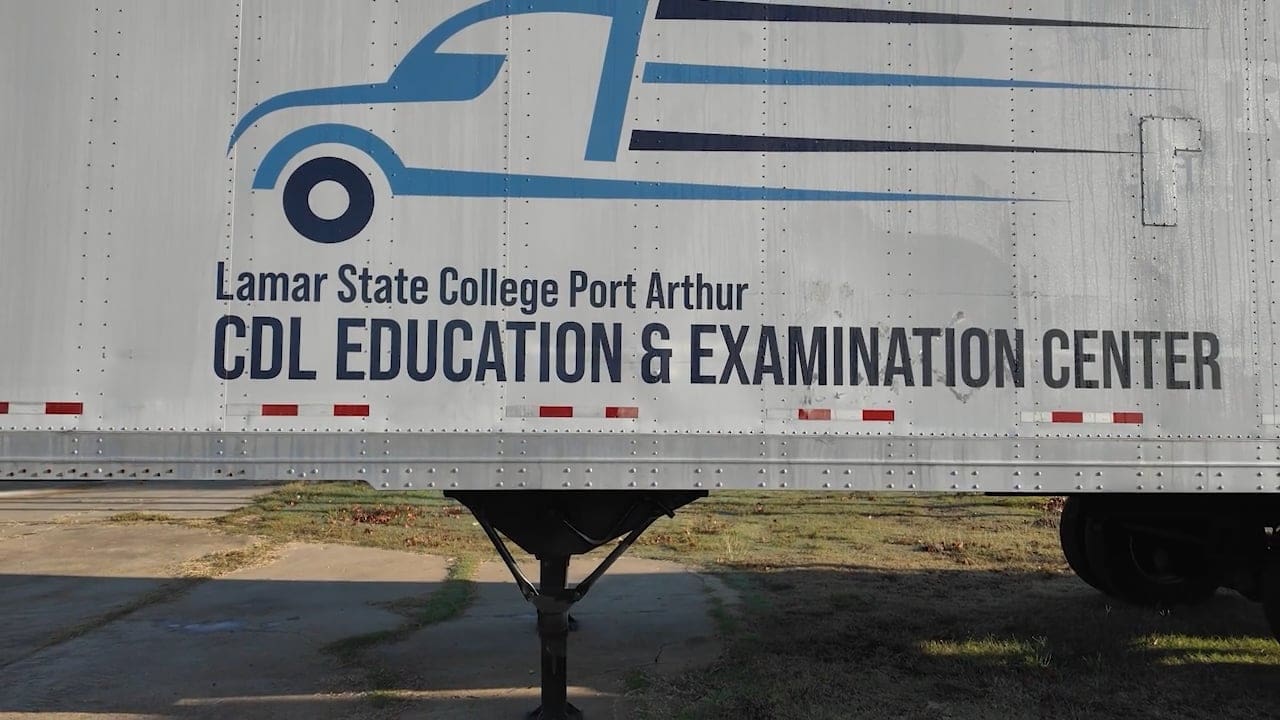 Lamar State College Port Arthur
CDL EDUCATION & EXAMINATION CENTER